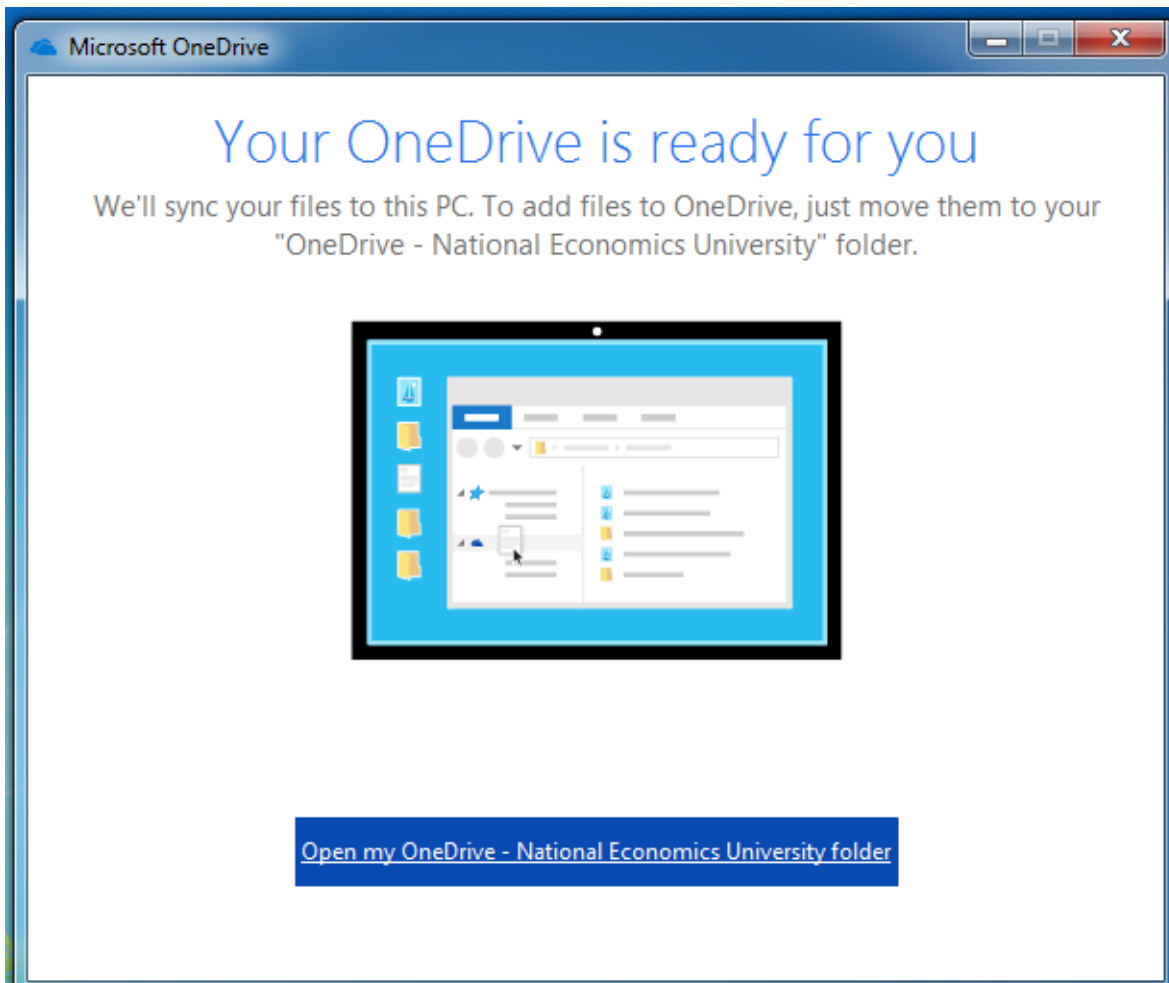 Microsoft OneDrive
Your OneDrive is ready for you
We'll sync your files to this PC. To add files to OneDrive, just move them to your
"OneDrive - National Economics University" folder.
Open my OneDrive - National Economics University folder